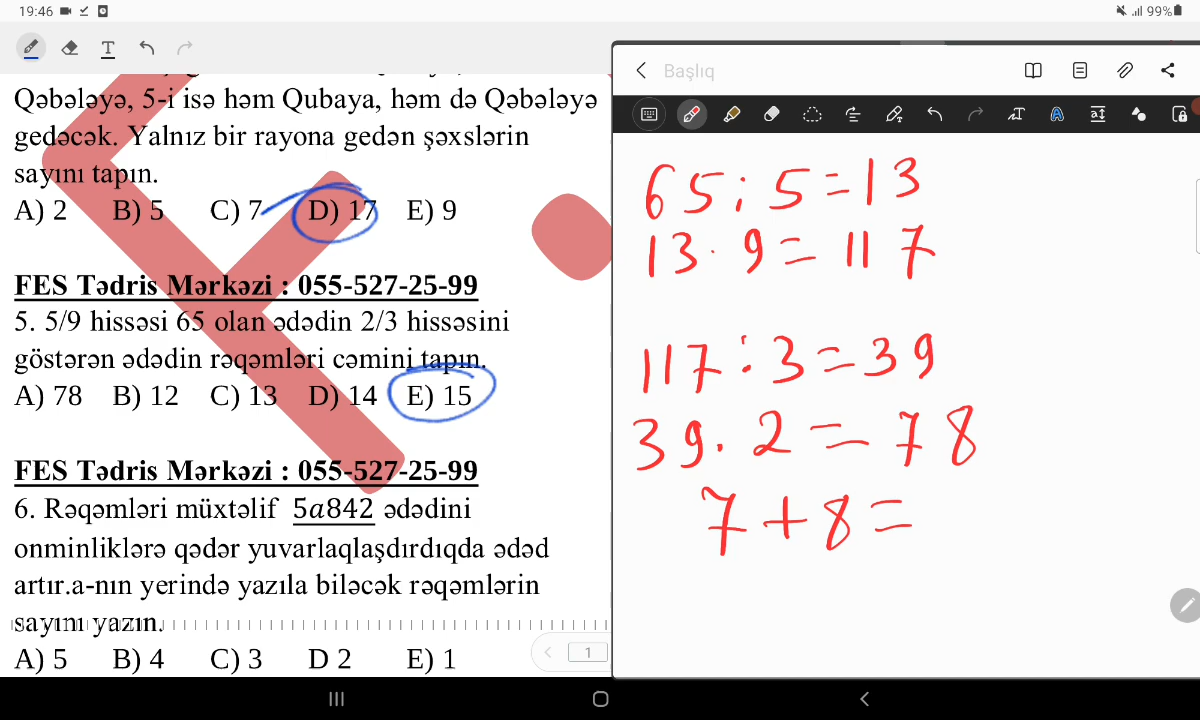 19:46
99%
Qəbələyə, 5-i isə həm Qubaya, həm də Qəbələyə
gedəcək. Yalnız bir rayona gedən şəxslərin
sayını tapın.
A) 2 B) 5 C) 7 D) 17 E) 9
FES Tədris Mərkəzi : 055-527-25-99
5. 5/9 hissəsi 65 olan ədədin 2/3 hissəsini
göstərən ədədin rəqəmləri cəmini tapın.
A) 78 B) 12 C) 13 D) 14 E) 15
FES Tədris Mərkəzi : 055-527-25-99
6. Rəqəmləri müxtəlif 5a842 ədədini
onminliklərə qədər yuvarlaqlaşdırdıqda ədəd
artır.a-nın yerində yazıla biləcək rəqəmlərin
sayını yazın.
A) 5 B) 4 C) 3 D 2 E) 1
1
Başlıq
65 : 5 = 13
13 · 9 = 117
117 : 3 = 39
39 · 2 = 78
7 + 8 =